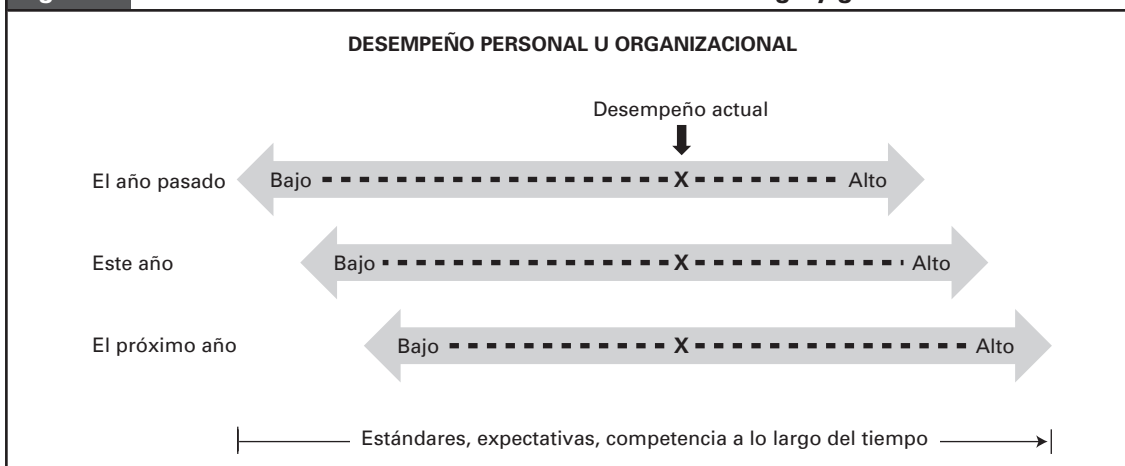 DESEMPEÑO PERSONAL U ORGANIZACIONAL
Desempeño actual
El año pasado Bajo X Alto
Este año Bajo X Alto
El próximo año Bajo X Alto
Estándares, expectativas, competencia a lo largo del tiempo